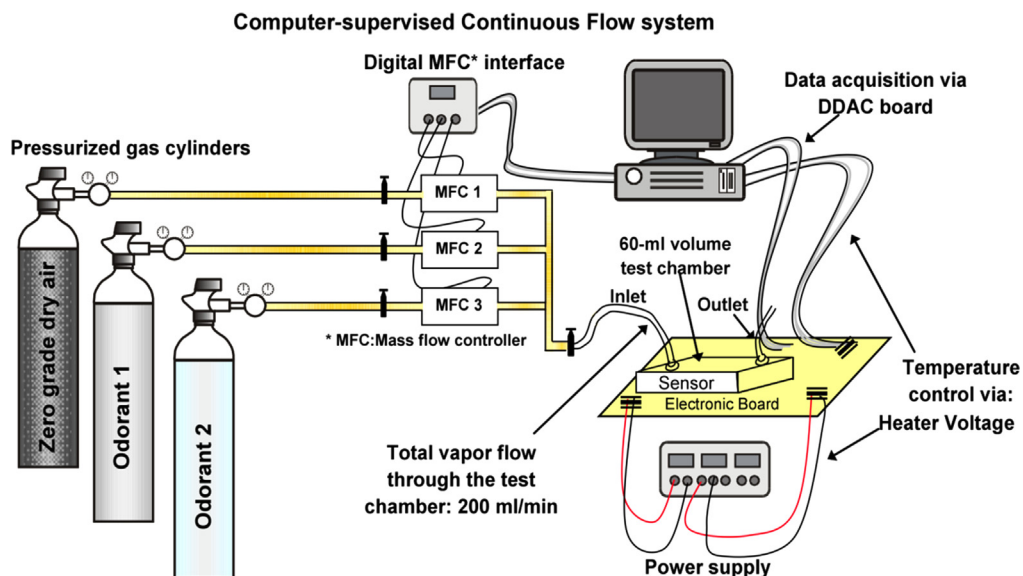 Computer-supervised Continuous Flow system
Digital MFC* interface
Data acquisition via
DDAC board
Pressurized gas cylinders
MFC 1
MFC 2
MFC 3
* MFC:Mass flow controller
Zero grade dry air
Odorant 1
Odorant 2
60-ml volume
test chamber
Inlet
Outlet
Sensor
Electronic Board
Temperature
control via:
Heater Voltage
Total vapor flow
through the test
chamber: 200 ml/min
Power supply